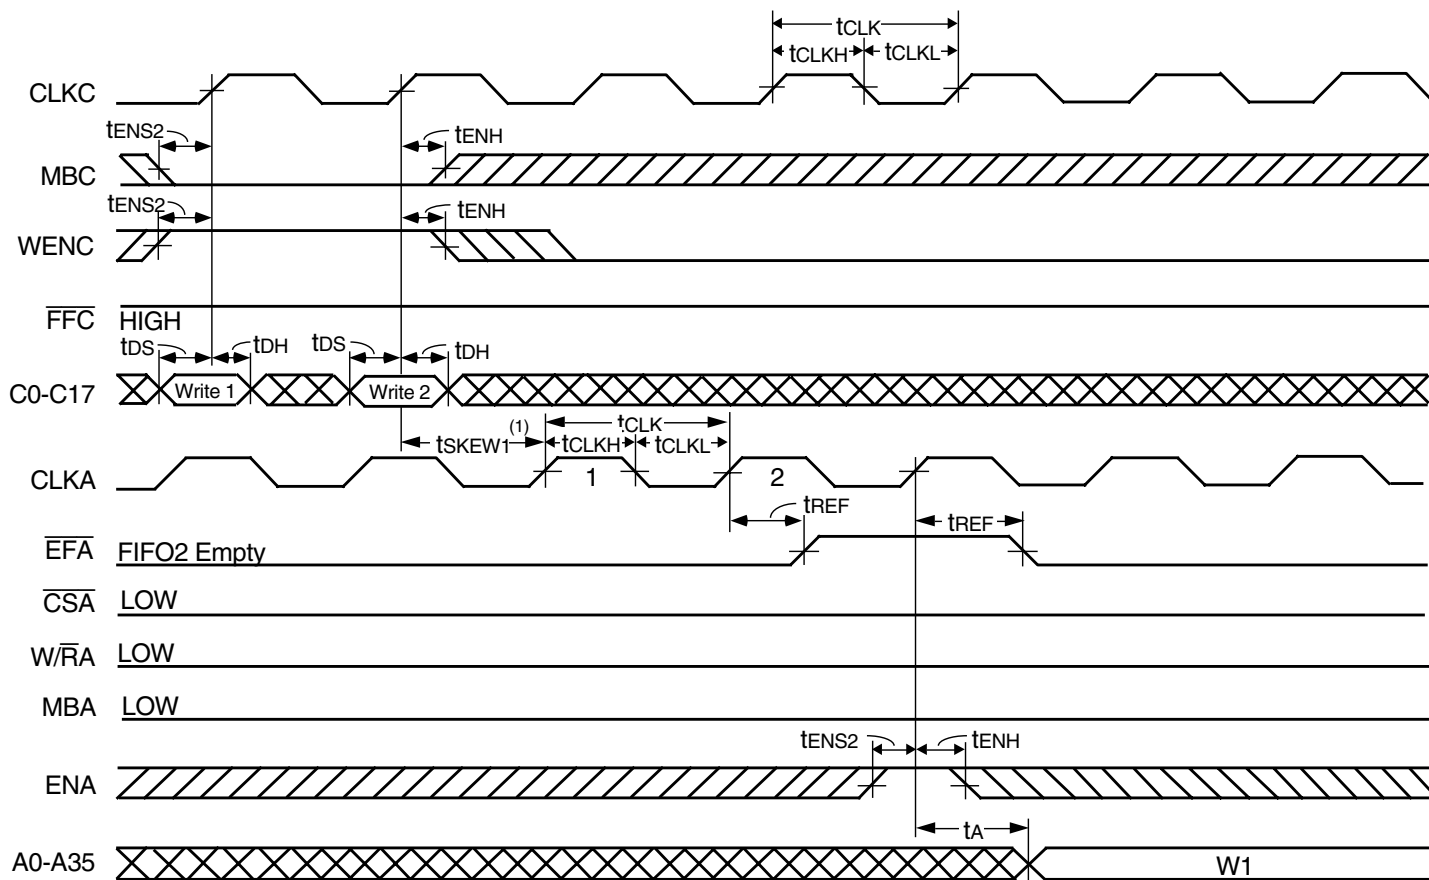 tCLK
tCLKH tCLKL
CLKC
tENS2 tENH
MBC
tENS2 tENH
WENC
FFC HIGH
tDS tDH tDS tDH
C0-C17 Write 1 Write 2
tSKEW1(1) tCLK
tCLKH tCLKL
CLKA 1 2
tREF tREF
EFA FIFO2 Empty
CSA LOW
W/RA LOW
MBA LOW
tENS2 tENH
ENA
tA
A0-A35 W1